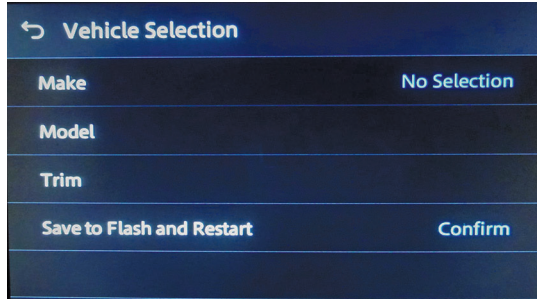 Vehicle Selection
Make No Selection
Model
Trim
Save to Flash and Restart Confirm